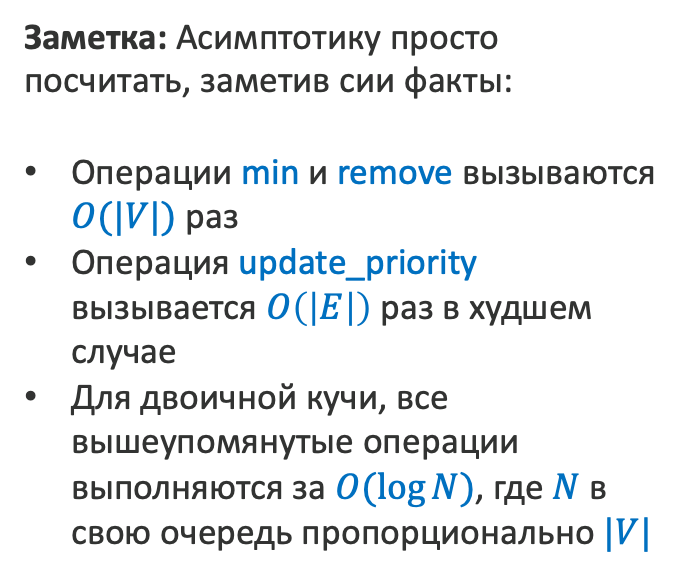 Заметка: Асимптотику просто
посчитать, заметив сии факты:
• Операции min и remove вызываются
O(|V|) раз
• Операция update_priority
вызывается O(|E|) раз в худшем
случае
• Для двоичной кучи, все
вышеупомянутые операции
выполняются за O(log N), где N в
свою очередь пропорционально |V|